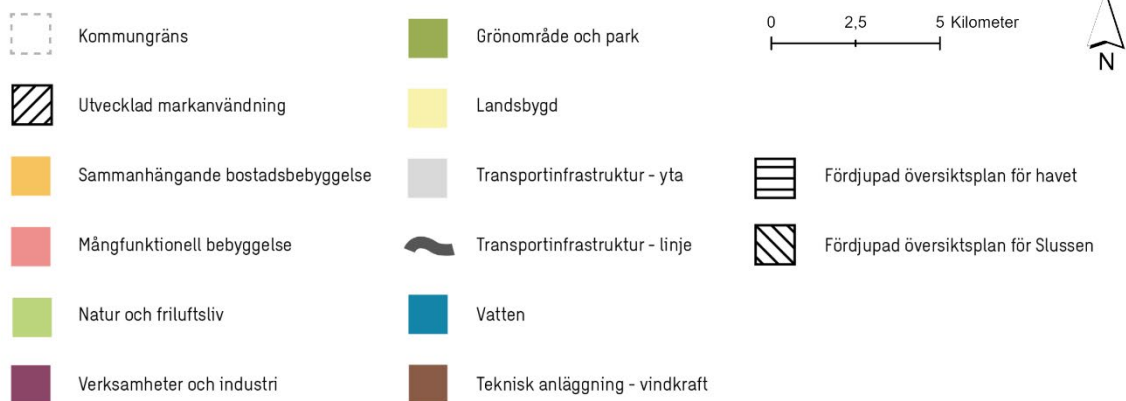 Kommungräns
Utvecklad markanvändning
Sammanhängande bostadsbebyggelse
Mångfunktionell bebyggelse
Natur och friluftsliv
Verksamheter och industri
Grönområde och park
Landsbygd
Transportinfrastruktur - yta
Transportinfrastruktur - linje
Vatten
Teknisk anläggning - vindkraft
0 2,5 5 Kilometer
N
Fördjupad översiktsplan för havet
Fördjupad översiktsplan för Slussen